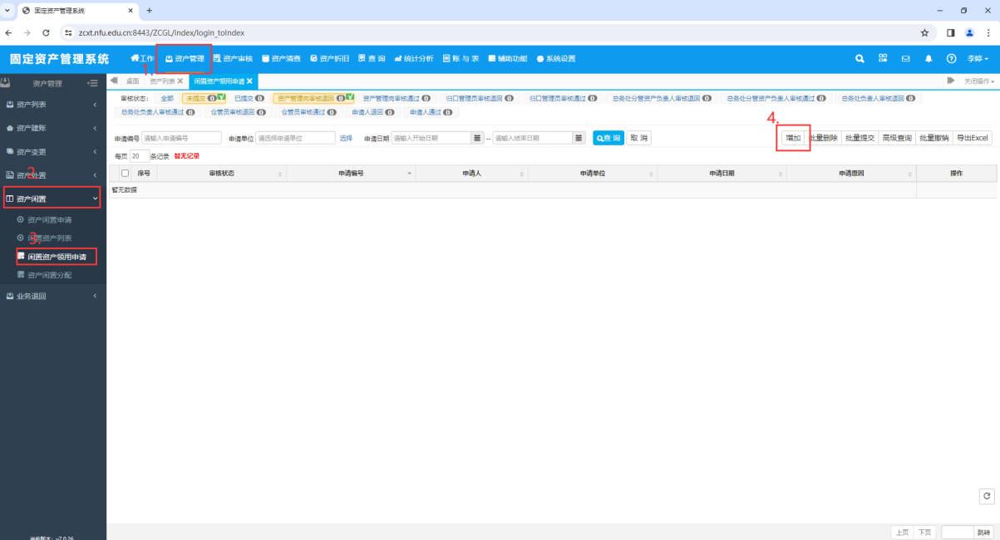 固定资产管理系统
zcxt.nfu.edu.cn:8443/ZCGL/index/login_toIndex
固定资产管理系统 工作 资产管理 资产审核 资产清查 资产折旧 查 询 统计分析 账 与 表 辅助功能 系统设置 李婷
1.
资产管理 桌面 资产列表 闲置资产领用申请 关闭操作
审核状态: 全部 未提交 0 已提交 0 资产管理岗审核退回 0 资产管理岗审核通过 0 归口管理员审核退回 0 归口管理员审核通过 0 总务处分管资产负责人审核退回 0 总务处分管资产负责人审核通过 0 总务处负责人审核退回 0
总务处负责人审核通过 0 仓管员审核退回 0 仓管员审核通过 0 申请人退回 0 申请人通过 0
4.
申请编号 请输入申请编号 申请单位 请选择申请单位 选择 申请日期 请输入开始日期 -- 请输入结束日期 查 询 取 消 增加 批量删除 批量提交 高级查询 批量撤销 导出Excel
每页 20 条记录 暂无记录
序号 审核状态 申请编号 申请人 申请单位 申请日期 申请原因 操作
暂无数据
资产列表
资产建账
资产变更
2.
资产处置
资产闲置
资产闲置申请
3.
闲置资产列表
闲置资产领用申请
资产闲置分配
业务退回
当前版本: v7.0.26
上页 下页 跳转